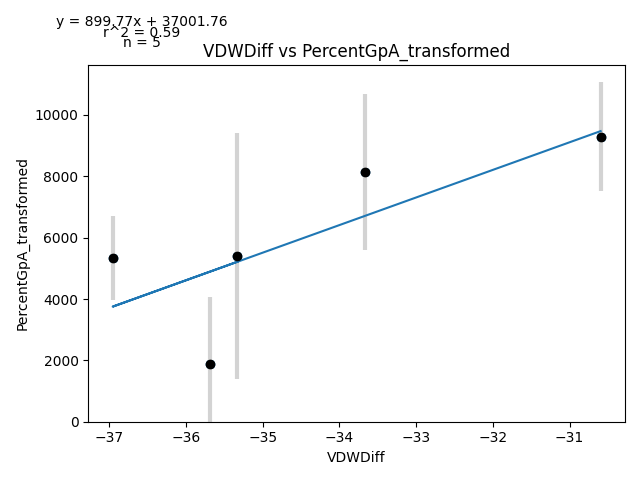 y = 899.77x + 37001.76
r^2 = 0.59
n = 5
VDWDiff vs PercentGpA_transformed
PercentGpA_transformed
10000
8000
6000
4000
2000
0
−37
−36
−35
−34
−33
−32
−31
VDWDiff